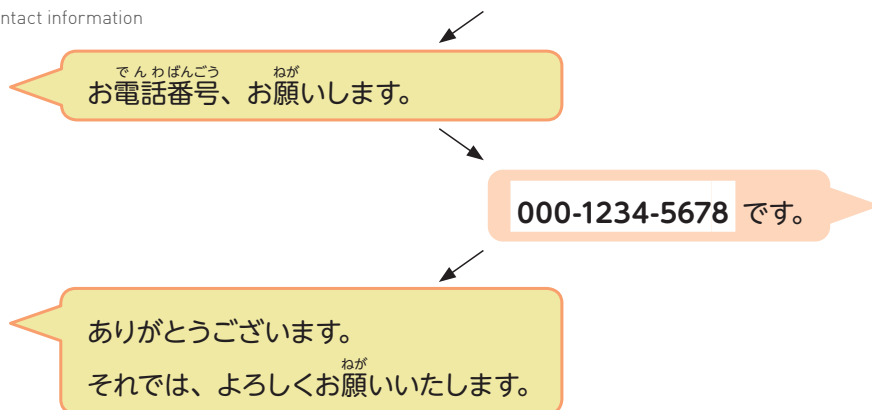 ntact information
でんわばんごう ねが
お電話番号、お願いします。
000-1234-5678 です。
ありがとうございます。
ねが
それでは、よろしくお願いいたします。